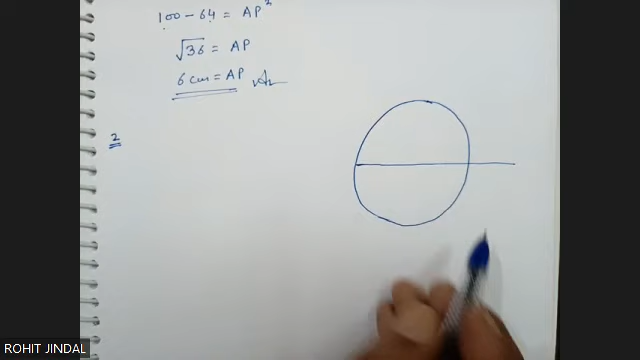 100 - 64 = AP²
√36 = AP
6 cm = AP Ans
2
ROHIT JINDAL